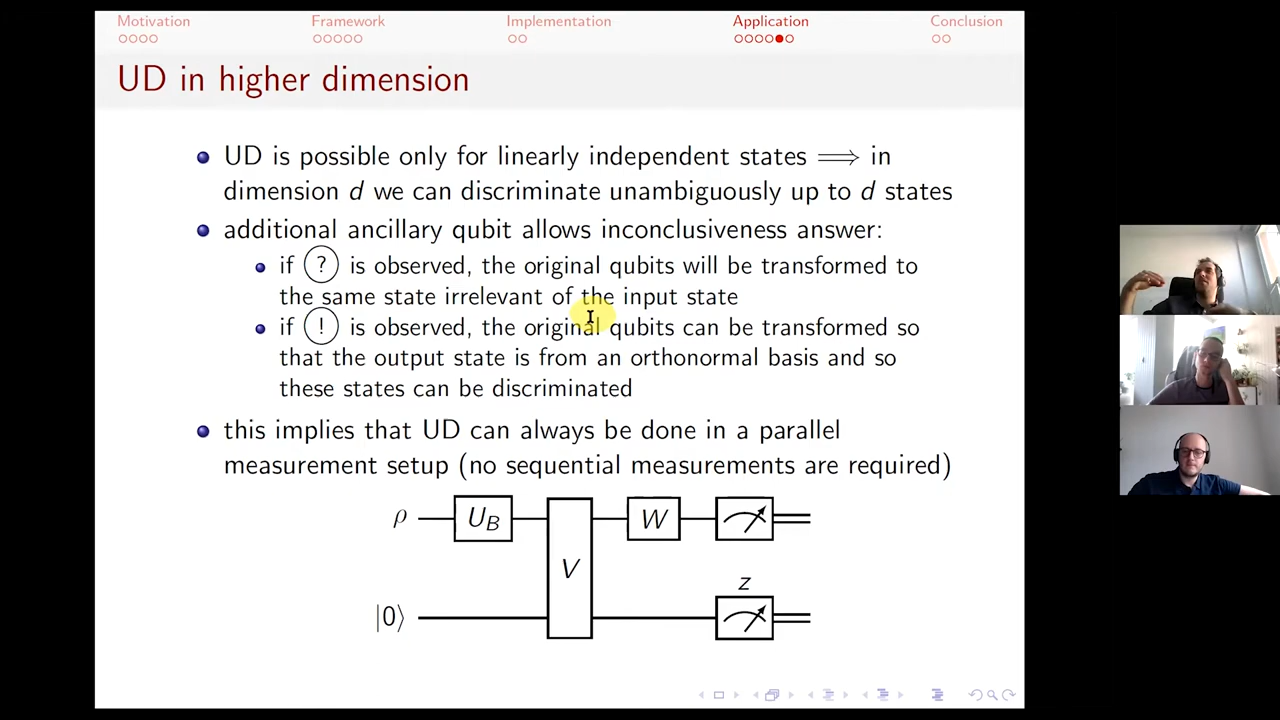 Motivation Framework Implementation Application Conclusion
UD in higher dimension
UD is possible only for linearly independent states ⟹ in
dimension d we can discriminate unambiguously up to d states
additional ancillary qubit allows inconclusiveness answer:
if ? is observed, the original qubits will be transformed to
the same state irrelevant of the input state
if ! is observed, the original qubits can be transformed so
that the output state is from an orthonormal basis and so
these states can be discriminated
this implies that UD can always be done in a parallel
measurement setup (no sequential measurements are required)
ρ U_B W
V
z
|0⟩